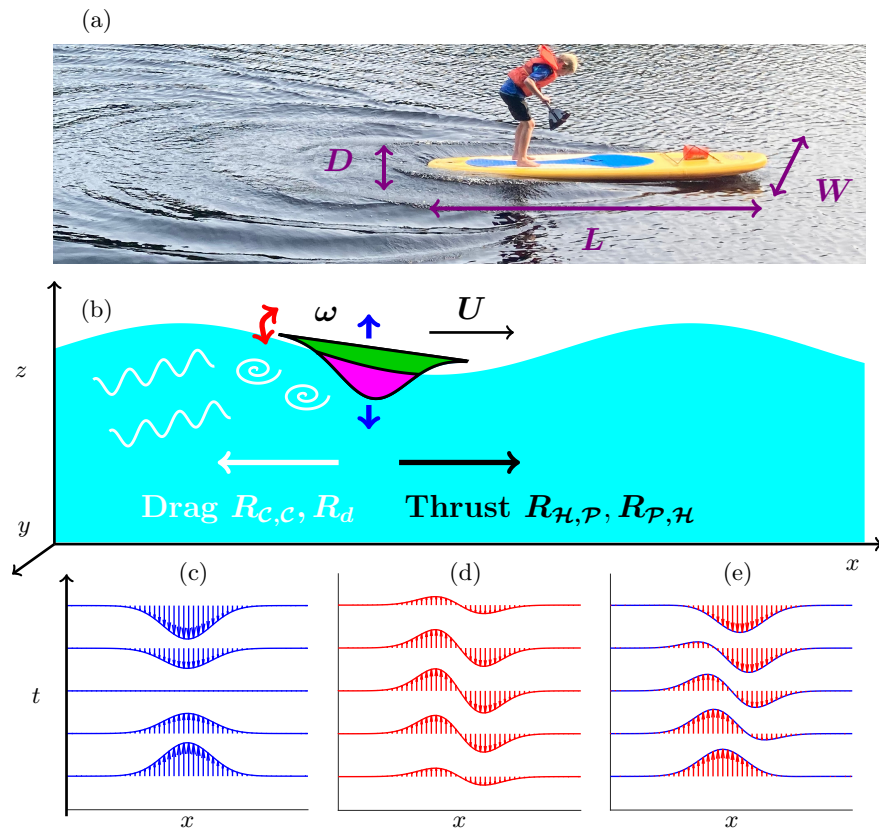 (a)
D
W
L
(b)
ω
U
z
Drag R_{C,C}, R_d
Thrust R_{H,P}, R_{P,H}
y
x
(c)
(d)
(e)
t
x
x
x